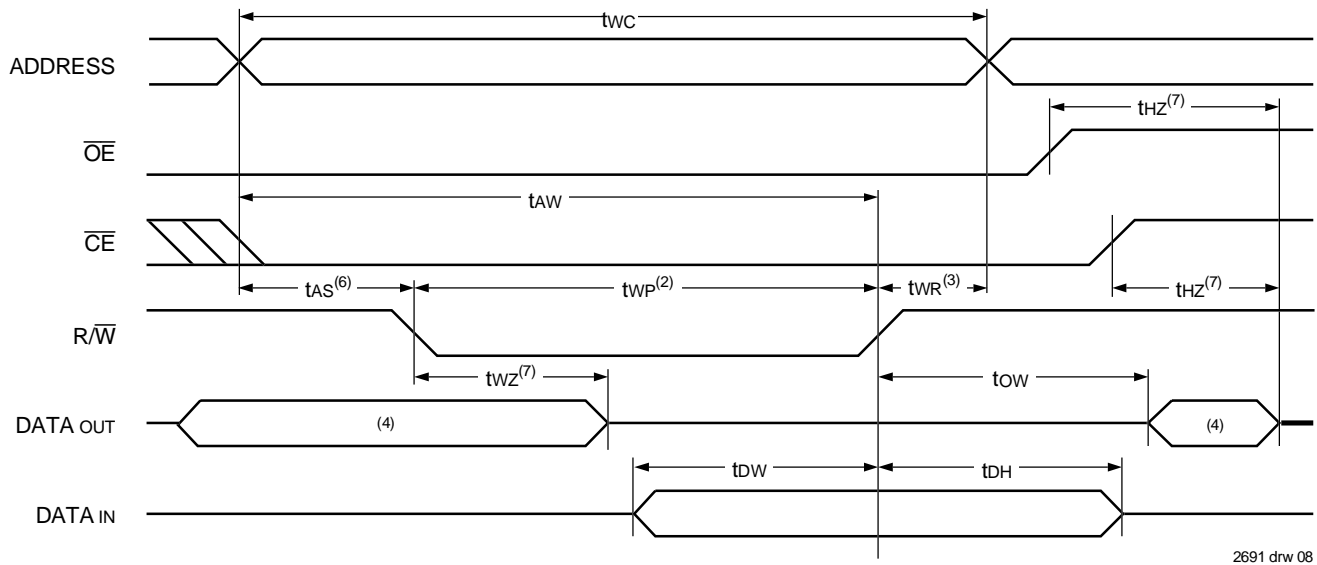 tWC
ADDRESS
tHZ(7)
OE
tAW
CE
tAS(6) tWP(2) tWR(3) tHZ(7)
R/W
tWZ(7) tOW
DATA OUT (4) (4)
tDW tDH
DATA IN
2691 drw 08